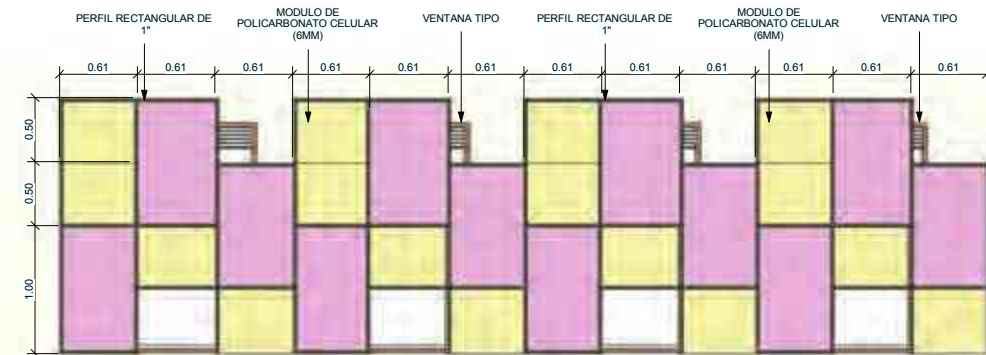 PERFIL RECTANGULAR DE
1"
MODULO DE
POLICARBONATO CELULAR
(6MM)
VENTANA TIPO
PERFIL RECTANGULAR DE
1"
MODULO DE
POLICARBONATO CELULAR
(6MM)
VENTANA TIPO
0.61 0.61 0.61 0.61 0.61 0.61 0.61 0.61 0.61 0.61 0.61 0.61
0.50
0.50
1.00